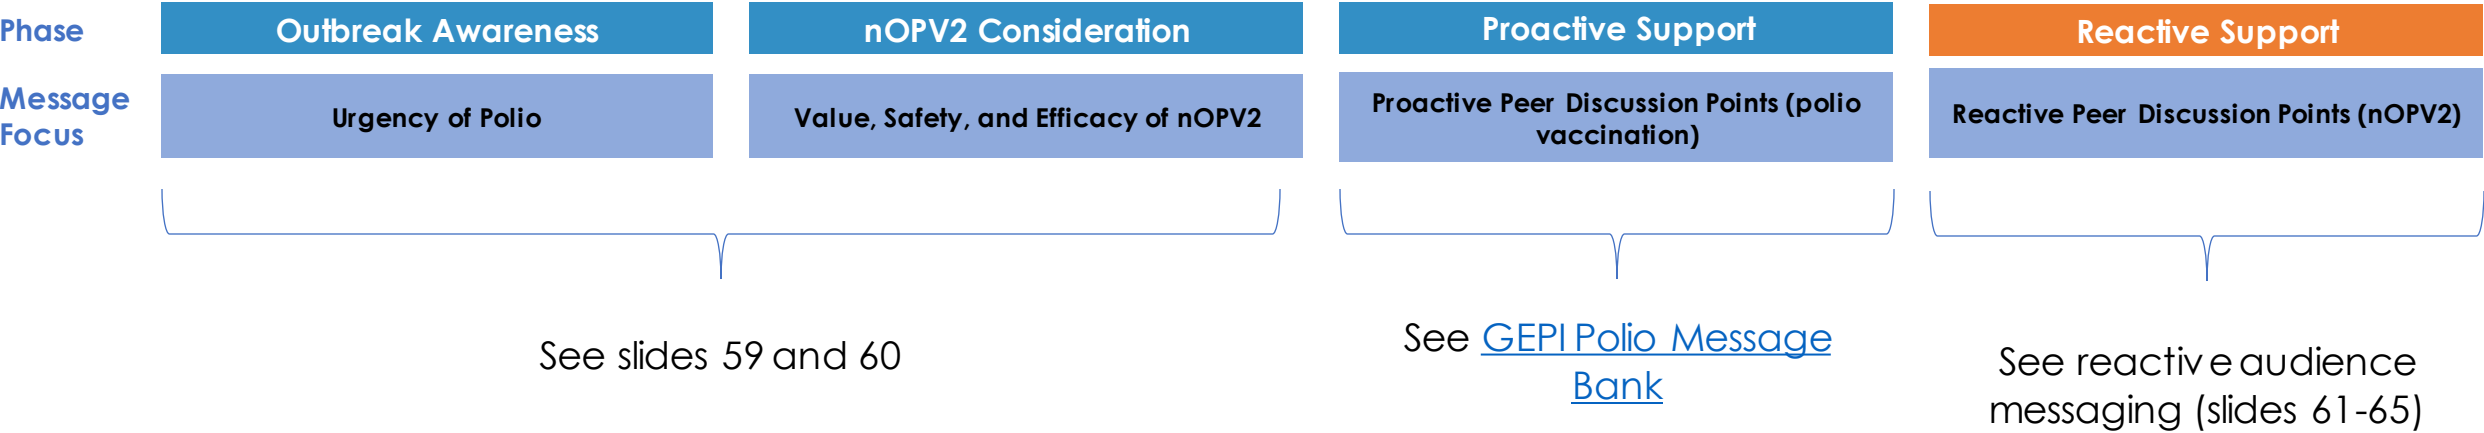 Phase
Outbreak Awareness
nOPV2 Consideration
Proactive Support
Reactive Support
Message
Focus
Urgency of Polio
Value, Safety, and Efficacy of nOPV2
Proactive Peer Discussion Points (polio
vaccination)
Reactive Peer Discussion Points (nOPV2)
See slides 59 and 60
See GEPI Polio Message
Bank
See reactive audience
messaging (slides 61-65)